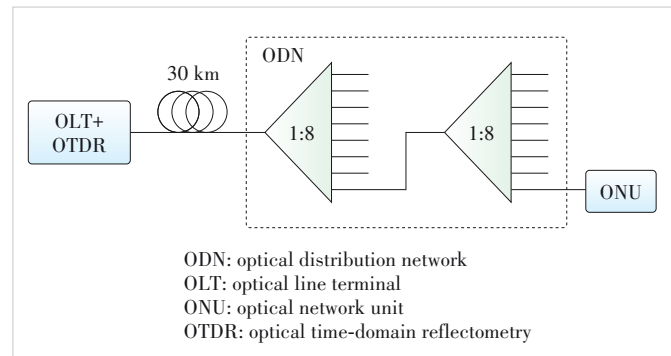 ODN
30 km
OLT+
OTDR
1:8
1:8
ONU
ODN: optical distribution network
OLT: optical line terminal
ONU: optical network unit
OTDR: optical time-domain reflectometry